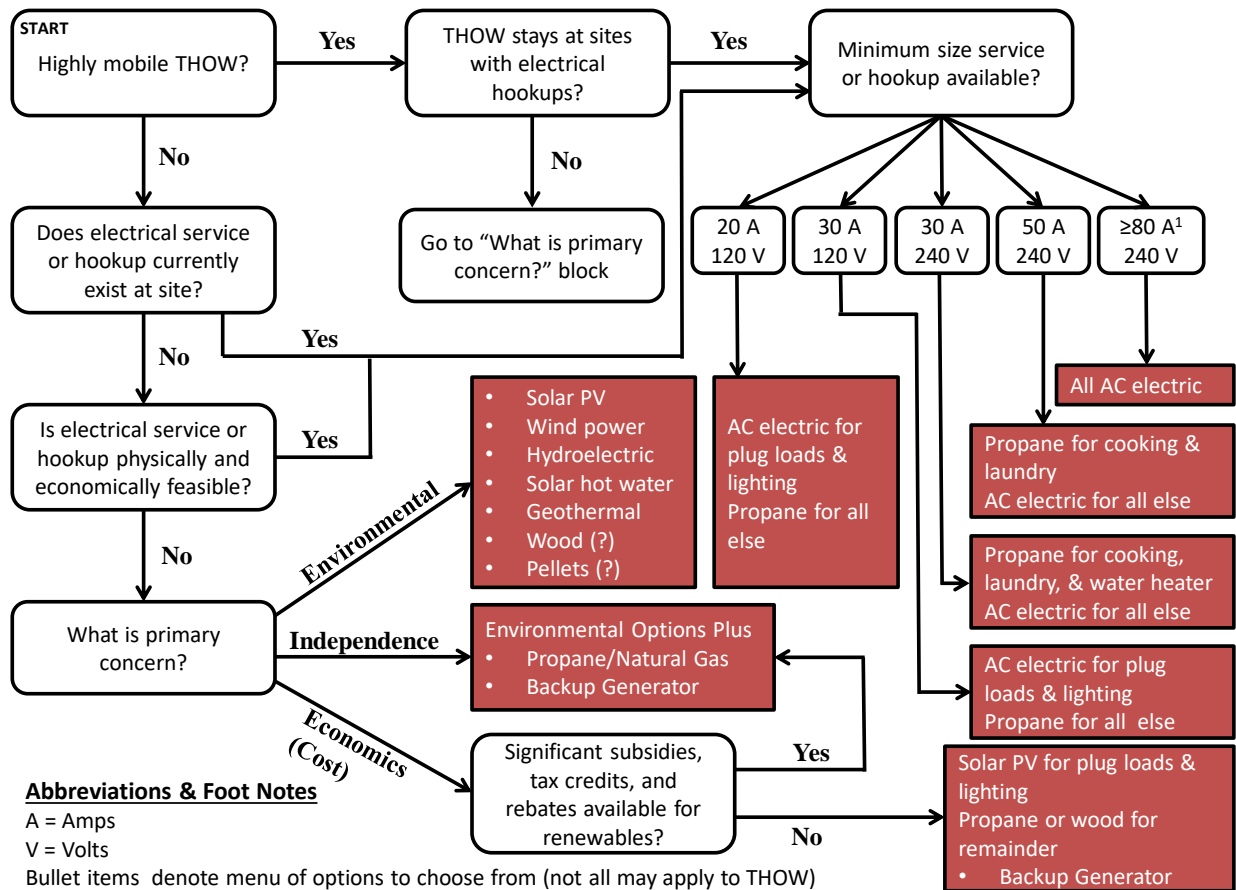 START
Highly mobile THOW?
Yes
THOW stays at sites
with electrical
hookups?
Yes
Minimum size service
or hookup available?
No
No
Does electrical service
or hookup currently
exist at site?
Go to “What is primary
concern?” block
20 A
120 V
30 A
120 V
30 A
240 V
50 A
240 V
≥80 A¹
240 V
Yes
No
Is electrical service or
hookup physically and
economically feasible?
Yes
• Solar PV
• Wind power
• Hydroelectric
• Solar hot water
• Geothermal
• Wood (?)
• Pellets (?)
AC electric for
plug loads &
lighting
Propane for all
else
All AC electric
Propane for cooking &
laundry
AC electric for all else
No
Environmental
Propane for cooking,
laundry, & water heater
AC electric for all else
What is primary
concern?
Independence
Environmental Options Plus
• Propane/Natural Gas
• Backup Generator
AC electric for plug
loads & lighting
Propane for all else
Economics
(Cost)
Significant subsidies,
tax credits, and
rebates available for
renewables?
Yes
No
Solar PV for plug loads &
lighting
Propane or wood for
remainder
• Backup Generator
Abbreviations & Foot Notes
A = Amps
V = Volts
Bullet items denote menu of options to choose from (not all may apply to THOW)